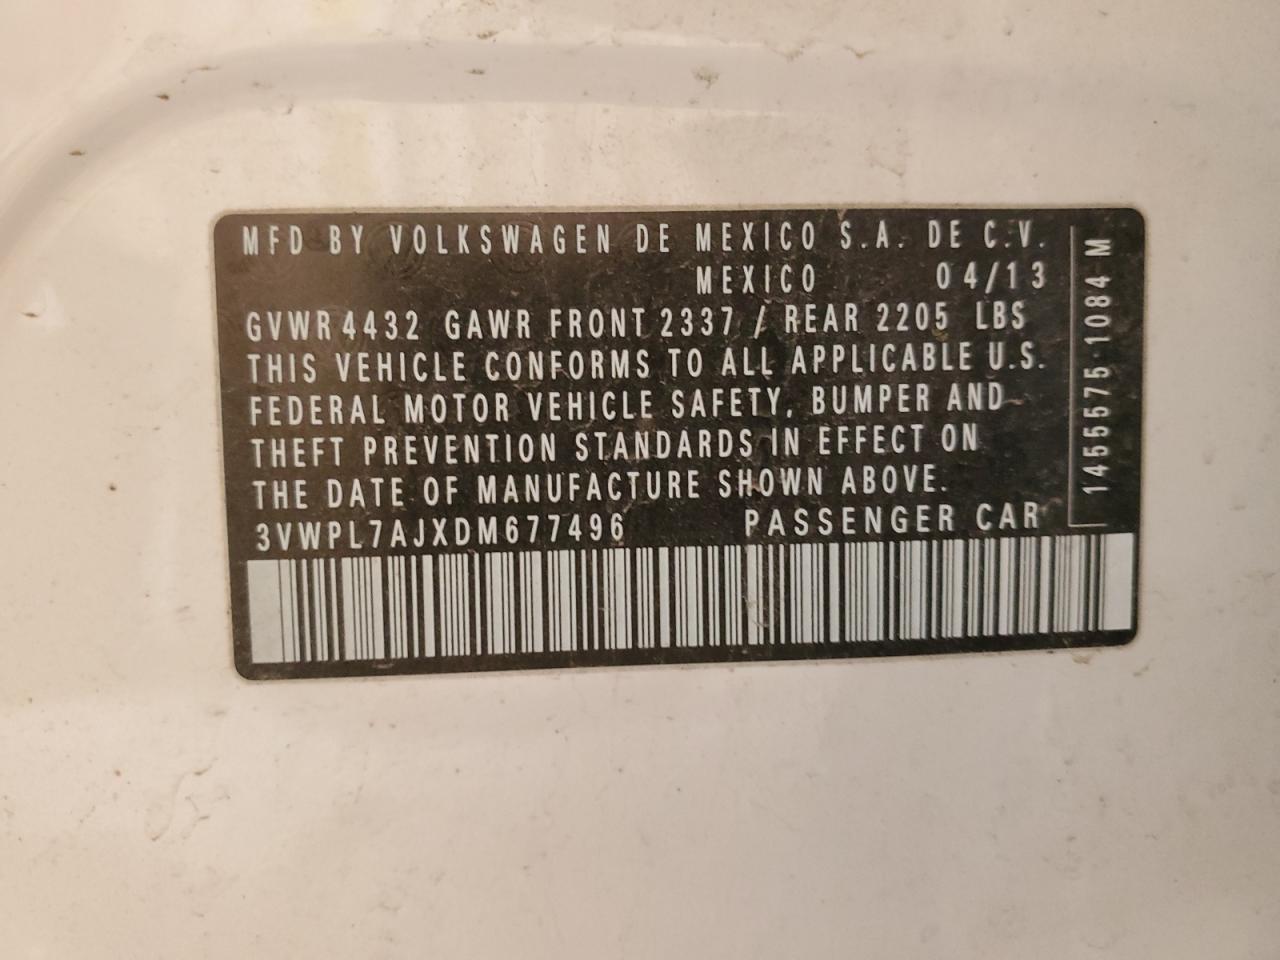 MFD BY VOLKSWAGEN DE MEXICO S.A. DE C.V.
MEXICO 04/13
GVWR 4432 GAWR FRONT 2337 / REAR 2205 LBS
THIS VEHICLE CONFORMS TO ALL APPLICABLE U.S.
FEDERAL MOTOR VEHICLE SAFETY, BUMPER AND
THEFT PREVENTION STANDARDS IN EFFECT ON
THE DATE OF MANUFACTURE SHOWN ABOVE.
3VWPL7AJXDM677496 PASSENGER CAR
1455575-1084 M